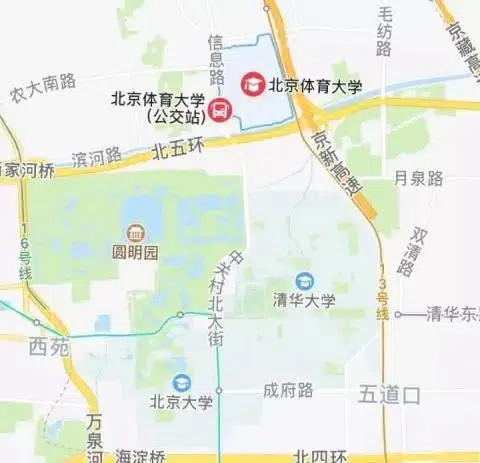 毛纺路
京藏高
信息路
农大南路
北京体育大学
北京体育大学
(公交站)
滨河路
北五环
京新高速
肖家河桥
月泉路
16号线
圆明园
中关村北大街
双清路
清华大学
13号线
清华东
西苑
成府路
五道口
北京大学
万泉河
海淀桥
北四环